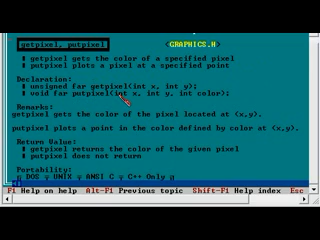 getpixel, putpixel <GRAPHICS.H>
# getpixel gets the color of a specified pixel
# putpixel plots a pixel at a specified point
Declaration:
# unsigned far getpixel(int x, int y);
# void far putpixel(int x, int y, int color);
Remarks:
getpixel gets the color of the pixel located at (x,y).
putpixel plots a point in the color defined by color at (x,y).
Return Value:
# getpixel returns the color of the given pixel
# putpixel does not return
Portability:
DOS UNIX ANSI C C++ Only
F1 Help on help Alt-F1 Previous topic Shift-F1 Help index Esc